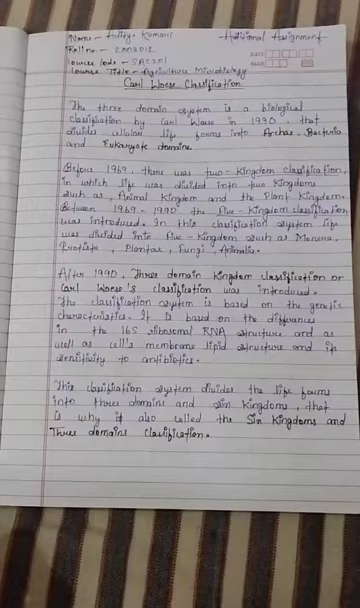 Name - Kumari
Additional Assignment
Roll no - 2003012
DATE
Course Code - SAC201
PAGE
Course Title - Agriculture Microbiology
Carl Woese Classification
The three domain system is a biological
classification by Carl Woese in 1990, that
divides cellular life forms into Archae, Bacteria
and Eukaryote domains.
Before 1969, there was two-kingdom classification,
in which life was divided into two Kingdoms
such as, Animal Kingdom and the Plant Kingdom.
Between 1969-1990 the five-Kingdom classification
was introduced. In this classification system life
was divided into five-Kingdom such as Monera,
Protista, Plantae, Fungi, Animalia.
After 1990, Three domain Kingdom classification or
Carl Woese's classification was introduced.
The classification system is based on the genetic
characteristics. It is based on the differences
in the 16S ribosomal RNA structure and as
well as cell's membrane lipid structure and its
sensitivity to antibiotics.
This classification system divides the life forms
into three domains and six Kingdoms, that
is why it also called the Six Kingdoms and
Three domains Classification.